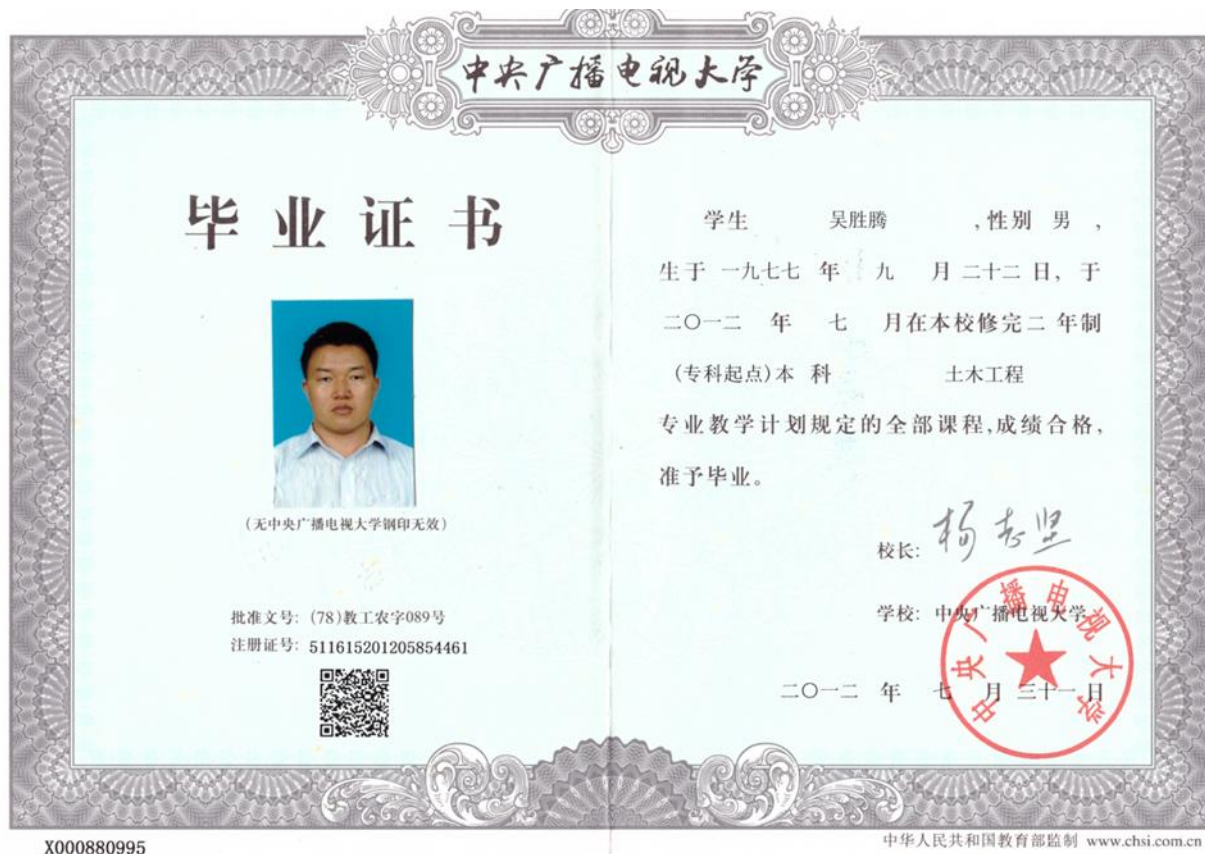 中央广播电视大学
毕业证书
(无中央广播电视大学钢印无效)
批准文号: (78)教工农字089号
注册证号: 511615201205854461
学生 吴胜腾 ,性别 男 ,
生于 一九七七 年 九 月 二十二 日, 于
二〇一二 年 七 月在本校修完二 年制
(专科起点)本 科 土木工程
专业教学计划规定的全部课程,成绩合格,
准予毕业。
校长: 杨志坚
学校: 中央广播电视大学
中央广播电视大学
二〇一二 年 七 月 三十一 日
X000880995
中华人民共和国教育部监制 www.chsi.com.cn